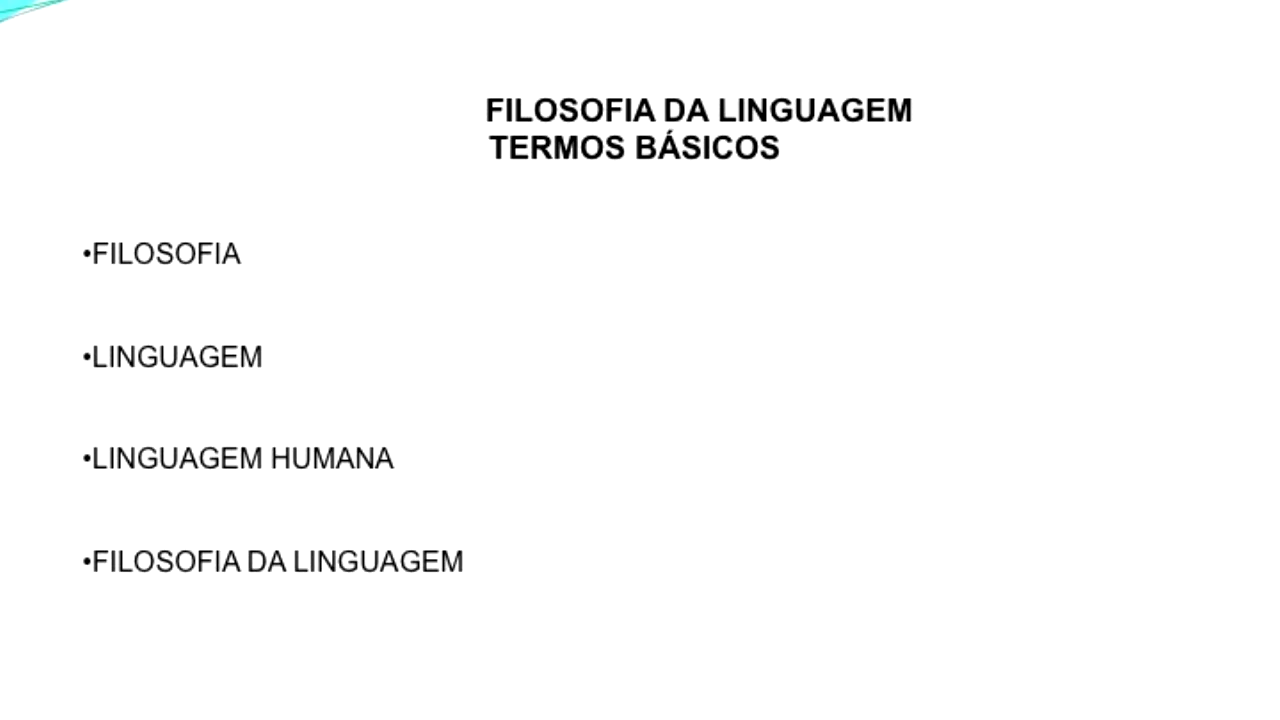 FILOSOFIA DA LINGUAGEM
TERMOS BÁSICOS
•FILOSOFIA
•LINGUAGEM
•LINGUAGEM HUMANA
•FILOSOFIA DA LINGUAGEM